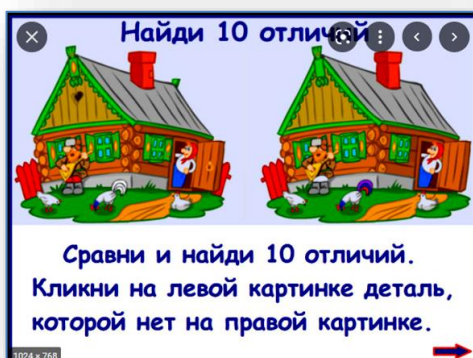 Найди 10 отличий
Сравни и найди 10 отличий.
Кликни на левой картинке деталь,
которой нет на правой картинке.
1024 x 768